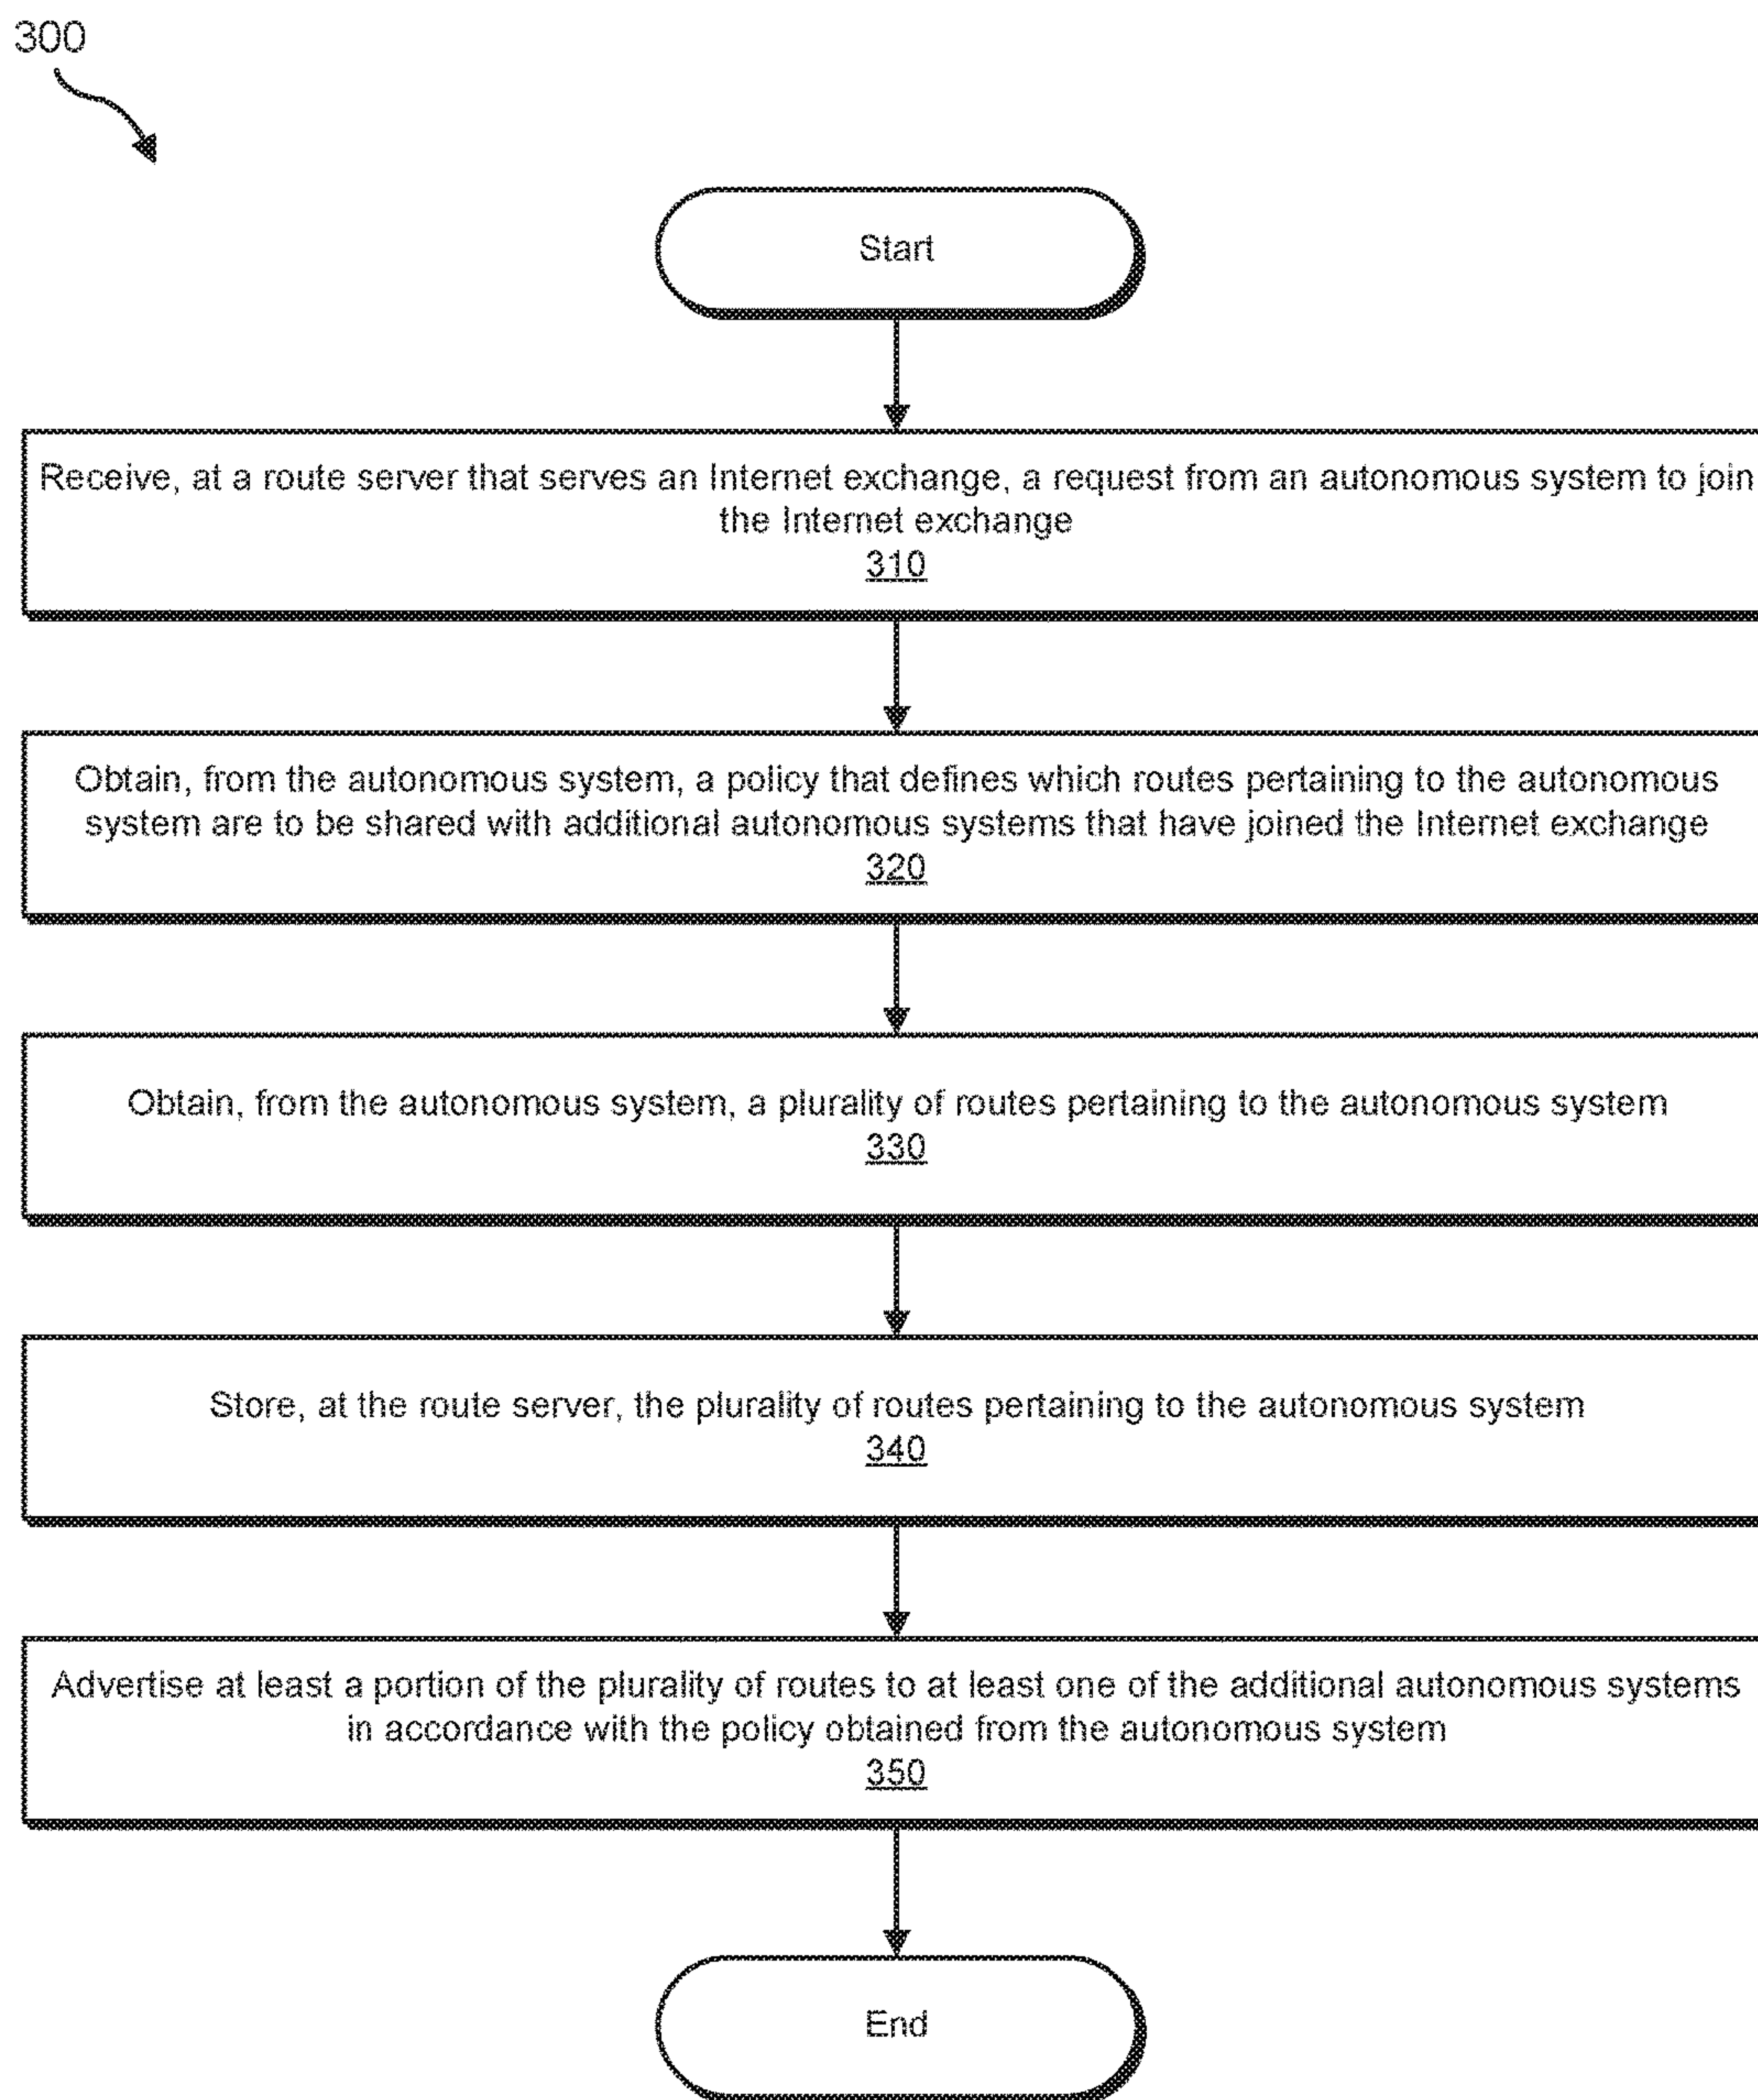 300
Start
Receive, at a route server that serves an Internet exchange, a request from an autonomous system to join
the Internet exchange
310
Obtain, from the autonomous system, a policy that defines which routes pertaining to the autonomous
system are to be shared with additional autonomous systems that have joined the Internet exchange
320
Obtain, from the autonomous system, a plurality of routes pertaining to the autonomous system
330
Store, at the route server, the plurality of routes pertaining to the autonomous system
340
Advertise at least a portion of the plurality of routes to at least one of the additional autonomous systems
in accordance with the policy obtained from the autonomous system
350
End